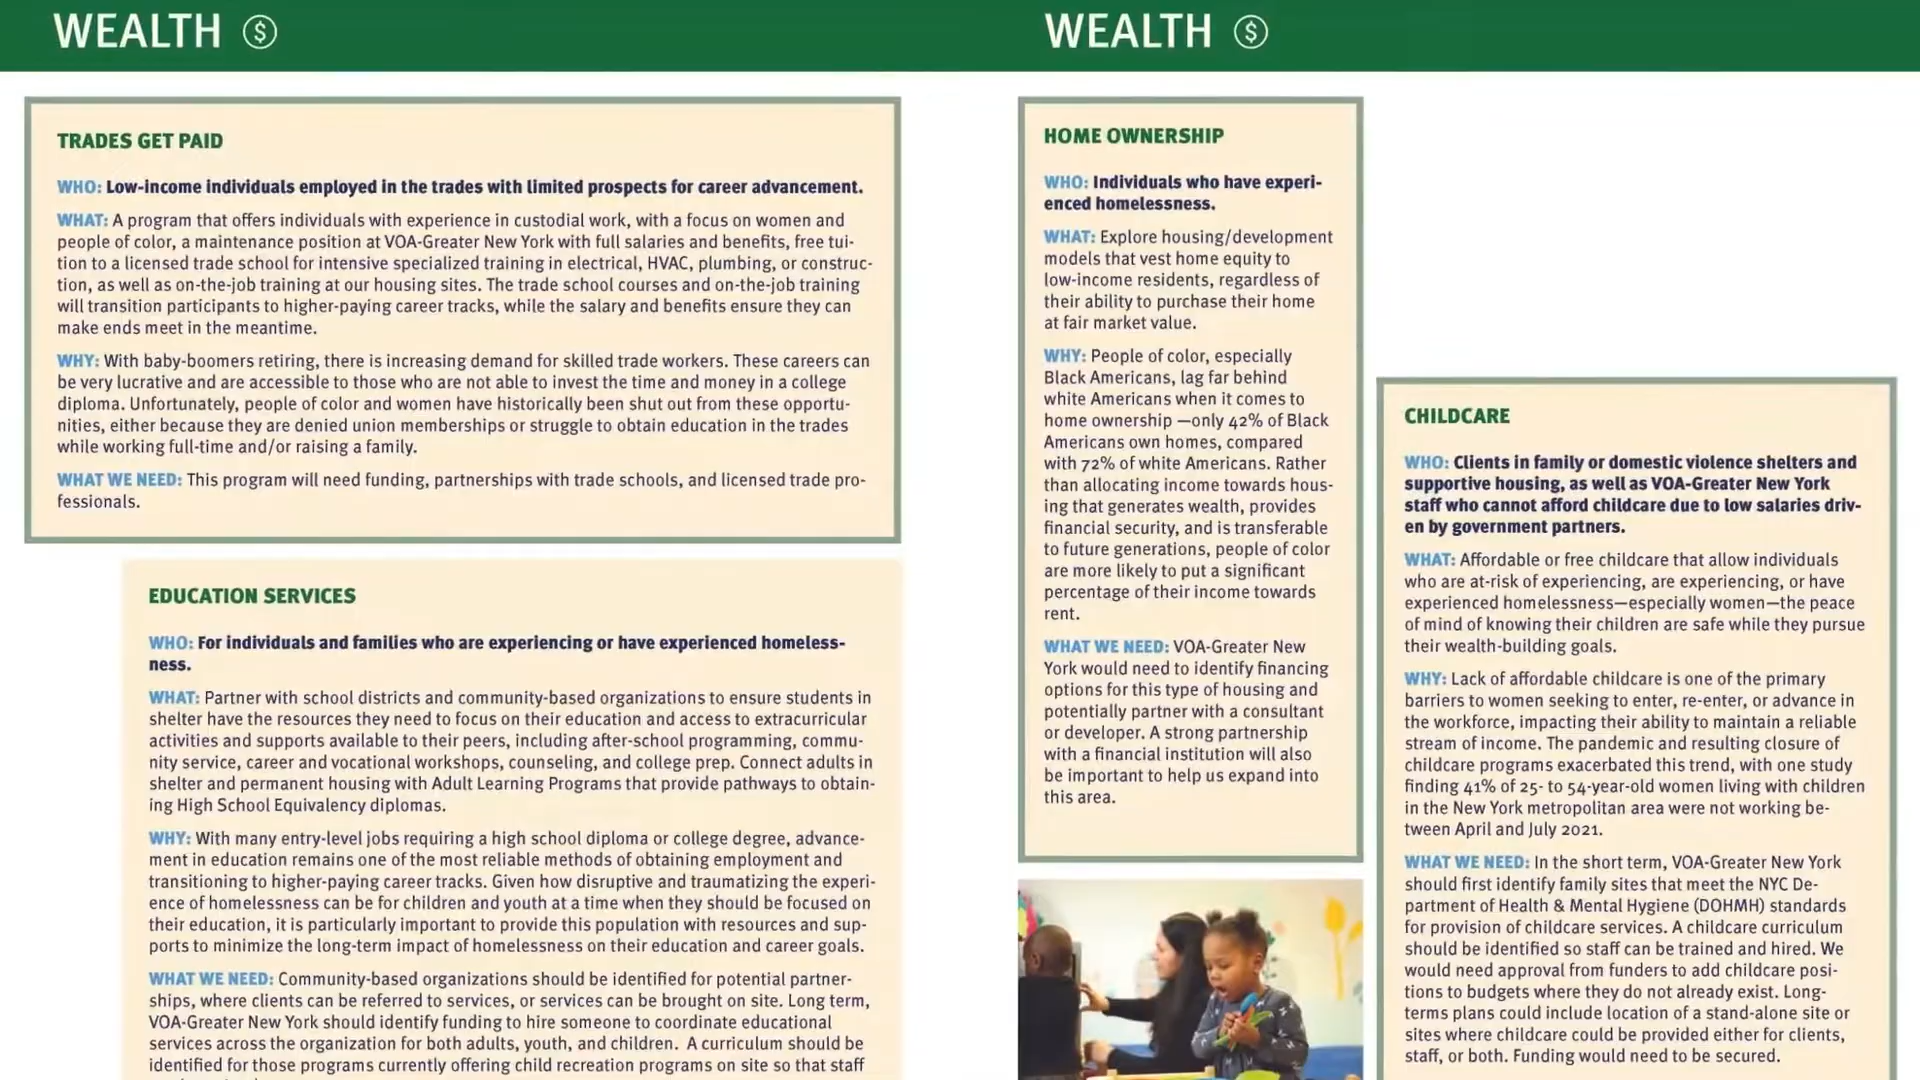 WEALTH $
TRADES GET PAID
WHO: Low-income individuals employed in the trades with limited prospects for career advancement.
WHAT: A program that offers individuals with experience in custodial work, with a focus on women and
people of color, a maintenance position at VOA-Greater New York with full salaries and benefits, free tui-
tion to a licensed trade school for intensive specialized training in electrical, HVAC, plumbing, or construc-
tion, as well as on-the-job training at our housing sites. The trade school courses and on-the-job training
will transition participants to higher-paying career tracks, while the salary and benefits ensure they can
make ends meet in the meantime.
WHY: With baby-boomers retiring, there is increasing demand for skilled trade workers. These careers can
be very lucrative and are accessible to those who are not able to invest the time and money in a college
diploma. Unfortunately, people of color and women have historically been shut out from these opportu-
nities, either because they are denied union memberships or struggle to obtain education in the trades
while working full-time and/or raising a family.
WHAT WE NEED: This program will need funding, partnerships with trade schools, and licensed trade pro-
fessionals.
EDUCATION SERVICES
WHO: For individuals and families who are experiencing or have experienced homeless-
ness.
WHAT: Partner with school districts and community-based organizations to ensure students in
shelter have the resources they need to focus on their education and access to extracurricular
activities and supports available to their peers, including after-school programming, commu-
nity service, career and vocational workshops, counseling, and college prep. Connect adults in
shelter and permanent housing with Adult Learning Programs that provide pathways to obtain-
ing High School Equivalency diplomas.
WHY: With many entry-level jobs requiring a high school diploma or college degree, advance-
ment in education remains one of the most reliable methods of obtaining employment and
transitioning to higher-paying career tracks. Given how disruptive and traumatizing the experi-
ence of homelessness can be for children and youth at a time when they should be focused on
their education, it is particularly important to provide this population with resources and sup-
ports to minimize the long-term impact of homelessness on their education and career goals.
WHAT WE NEED: Community-based organizations should be identified for potential partner-
ships, where clients can be referred to services, or services can be brought on site. Long term,
VOA-Greater New York should identify funding to hire someone to coordinate educational
services across the organization for both adults, youth, and children. A curriculum should be
identified for those programs currently offering child recreation programs on site so that staff
WEALTH $
HOME OWNERSHIP
WHO: Individuals who have experi-
enced homelessness.
WHAT: Explore housing/development
models that vest home equity to
low-income residents, regardless of
their ability to purchase their home
at fair market value.
WHY: People of color, especially
Black Americans, lag far behind
white Americans when it comes to
home ownership —only 42% of Black
Americans own homes, compared
with 72% of white Americans. Rather
than allocating income towards hous-
ing that generates wealth, provides
financial security, and is transferable
to future generations, people of color
are more likely to put a significant
percentage of their income towards
rent.
WHAT WE NEED: VOA-Greater New
York would need to identify financing
options for this type of housing and
potentially partner with a consultant
or developer. A strong partnership
with a financial institution will also
be important to help us expand into
this area.
CHILDCARE
WHO: Clients in family or domestic violence shelters and
supportive housing, as well as VOA-Greater New York
staff who cannot afford childcare due to low salaries driv-
en by government partners.
WHAT: Affordable or free childcare that allow individuals
who are at-risk of experiencing, are experiencing, or have
experienced homelessness—especially women—the peace
of mind of knowing their children are safe while they pursue
their wealth-building goals.
WHY: Lack of affordable childcare is one of the primary
barriers to women seeking to enter, re-enter, or advance in
the workforce, impacting their ability to maintain a reliable
stream of income. The pandemic and resulting closure of
childcare programs exacerbated this trend, with one study
finding 41% of 25- to 54-year-old women living with children
in the New York metropolitan area were not working be-
tween April and July 2021.
WHAT WE NEED: In the short term, VOA-Greater New York
should first identify family sites that meet the NYC De-
partment of Health & Mental Hygiene (DOHMH) standards
for provision of childcare services. A childcare curriculum
should be identified so staff can be trained and hired. We
would need approval from funders to add childcare posi-
tions to budgets where they do not already exist. Long-
terms plans could include location of a stand-alone site or
sites where childcare could be provided either for clients,
staff, or both. Funding would need to be secured.